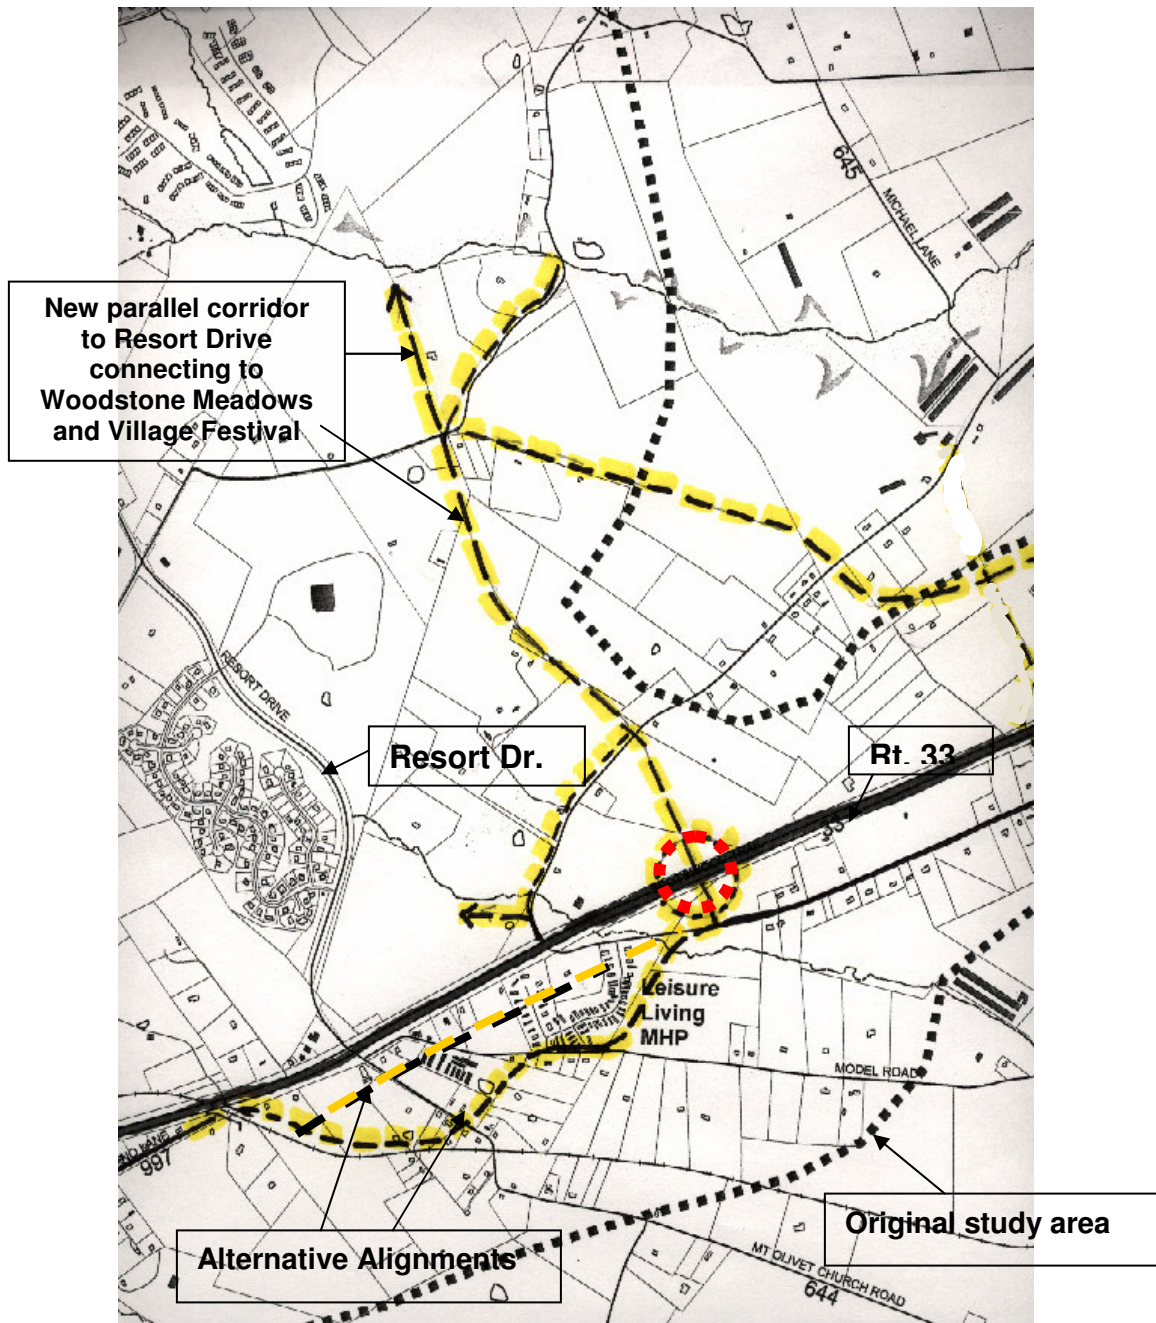 645
MICHAEL LANE
New parallel corridor
to Resort Drive
connecting to
Woodstone Meadows
and Village Festival
RESORT DRIVE
Resort Dr.
Rt. 33
33
Leisure
Living
MHP
MODEL ROAD
997
Original study area
Alternative Alignments
MT OLIVET CHURCH ROAD
644